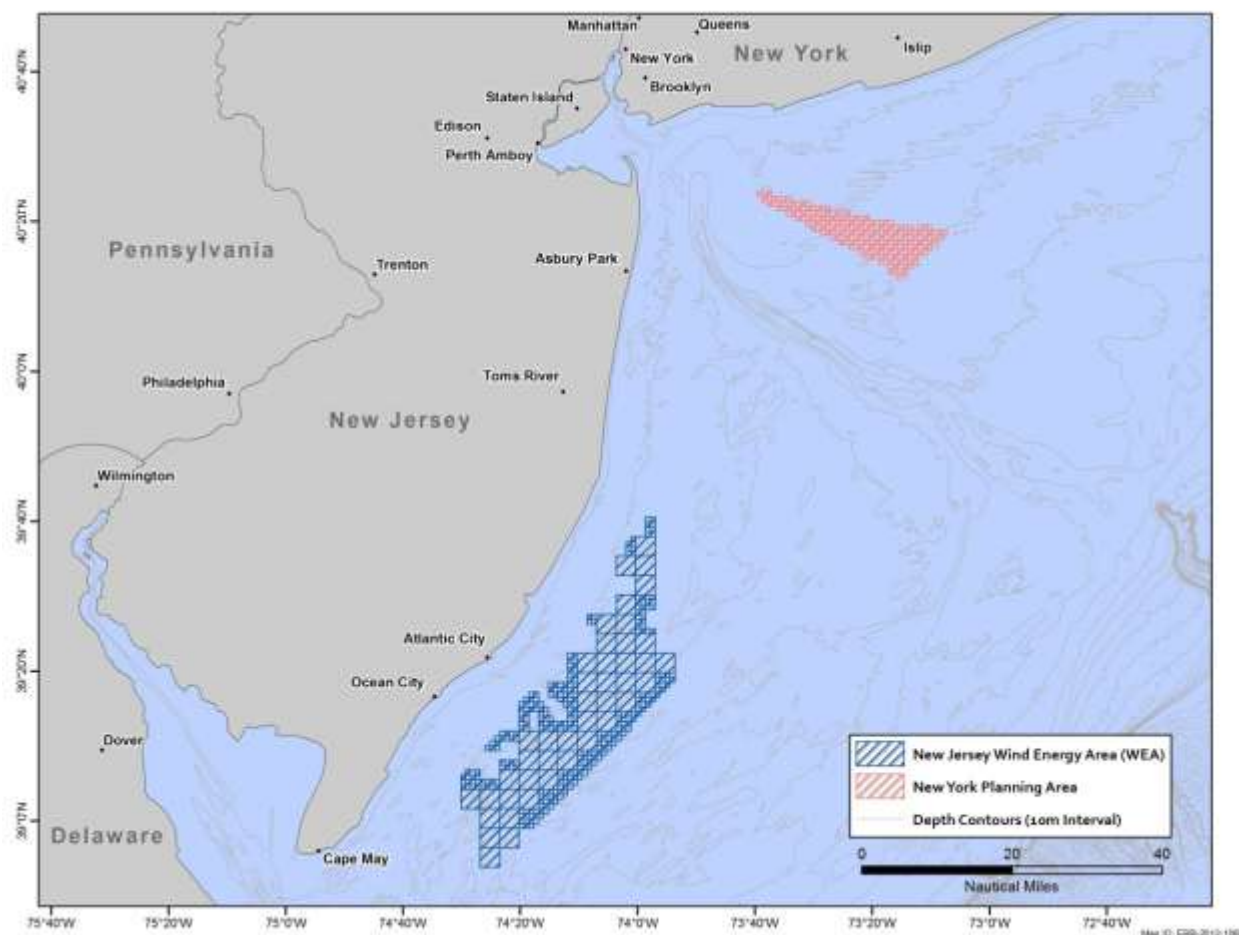 Manhattan
Queens
New York
Islip
New York
Brooklyn
Staten Island
Edison
Perth Amboy
Pennsylvania
Trenton
Asbury Park
Philadelphia
Toms River
New Jersey
Wilmington
Atlantic City
Ocean City
Dover
Delaware
Cape May
40°40'N
40°20'N
40°0'N
39°40'N
39°20'N
39°0'N
New Jersey Wind Energy Area (WEA)
New York Planning Area
Depth Contours (10m Interval)
0 20 40
Nautical Miles
75°40'W 75°20'W 75°0'W 74°40'W 74°20'W 74°0'W 73°40'W 73°20'W 73°0'W 72°40'W